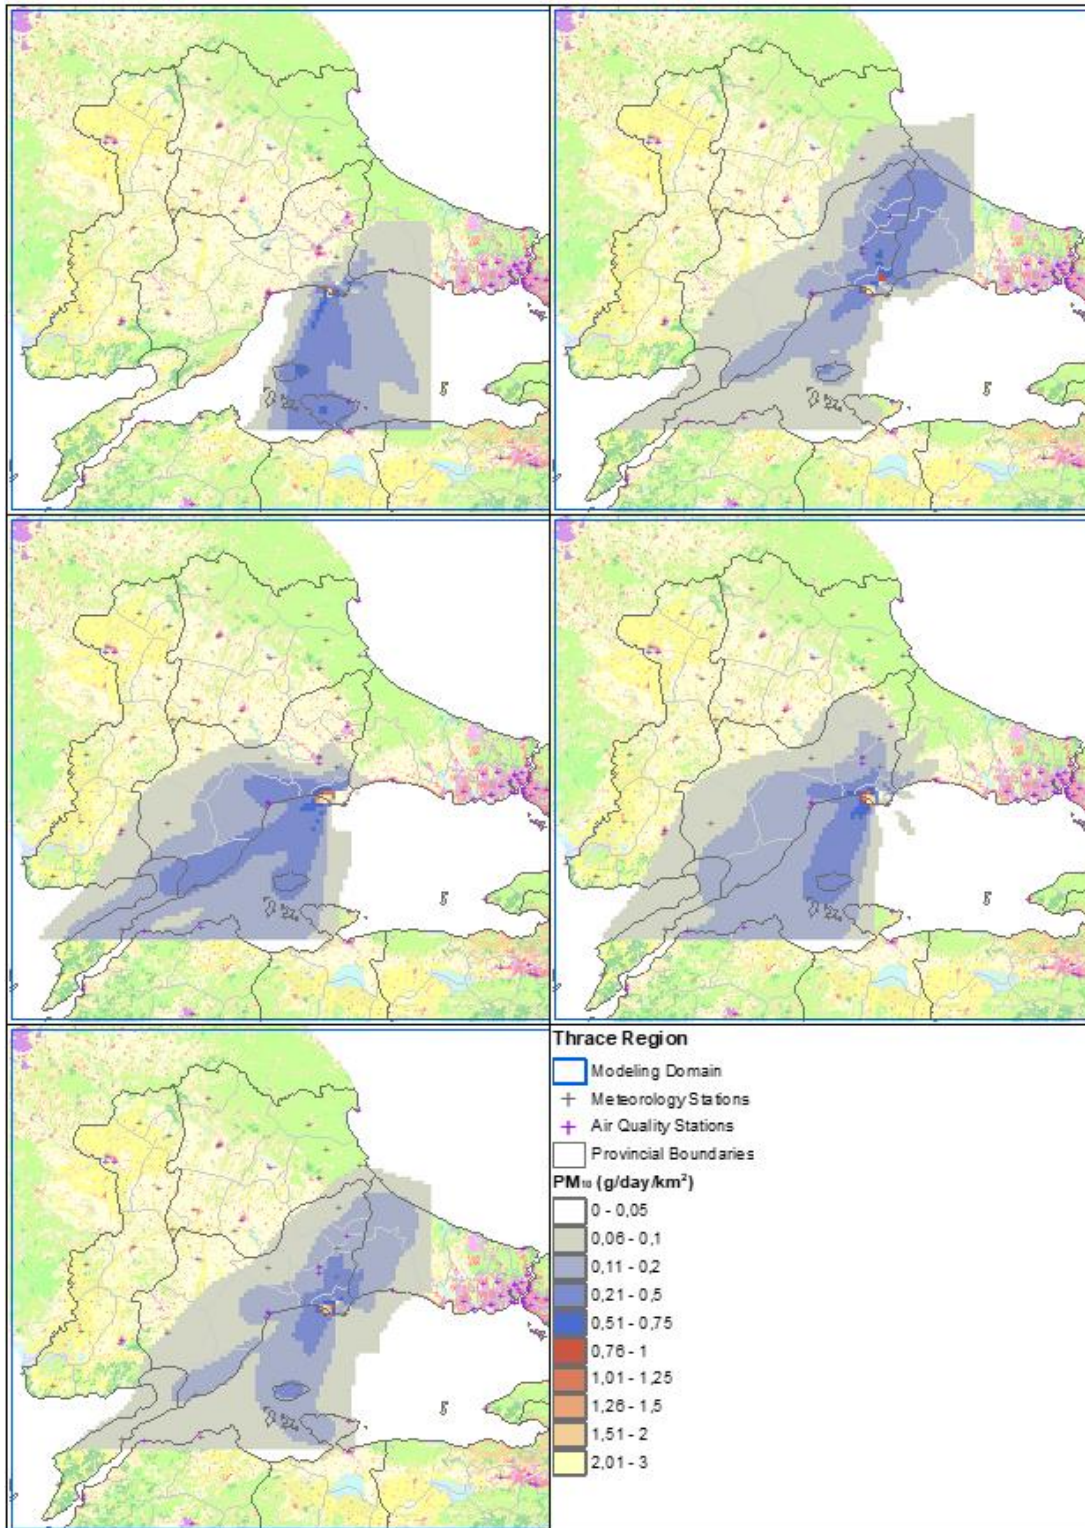 Thrace Region
Modeling Domain
Meteorology Stations
Air Quality Stations
Provincial Boundaries
PM₁₀ (g/day/km²)
0 - 0,05
0,06 - 0,1
0,11 - 0,2
0,21 - 0,5
0,51 - 0,75
0,76 - 1
1,01 - 1,25
1,26 - 1,5
1,51 - 2
2,01 - 3